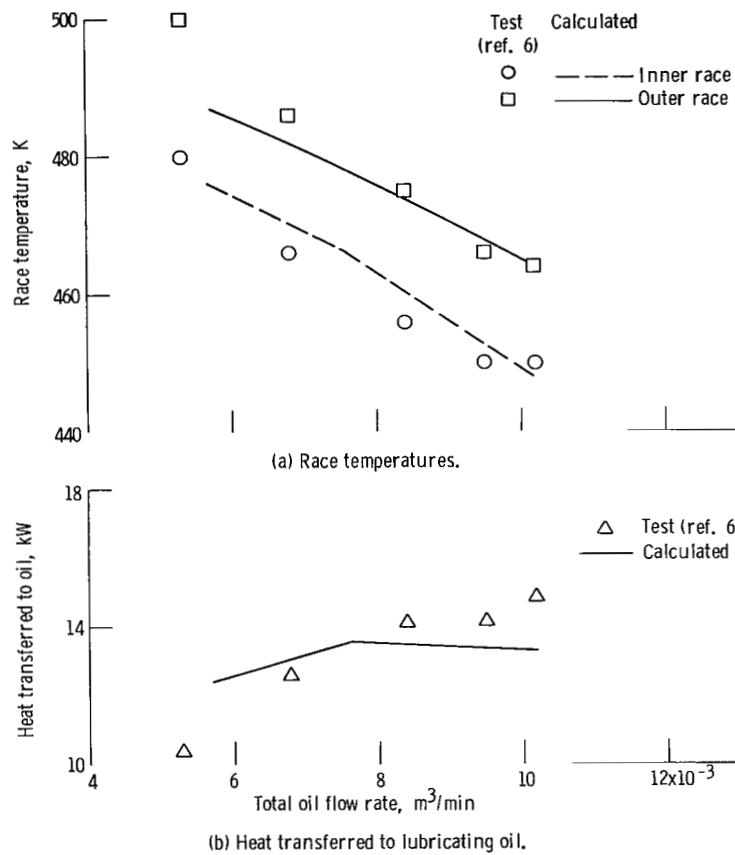 500
Test Calculated
(ref. 6)
Inner race
Outer race
480
Race temperature, K
460
440
(a) Race temperatures.
18
Test (ref. 6
Calculated
Heat transferred to oil, kW
14
10
4 6 8 10 12x10⁻³
Total oil flow rate, m³/min
(b) Heat transferred to lubricating oil.